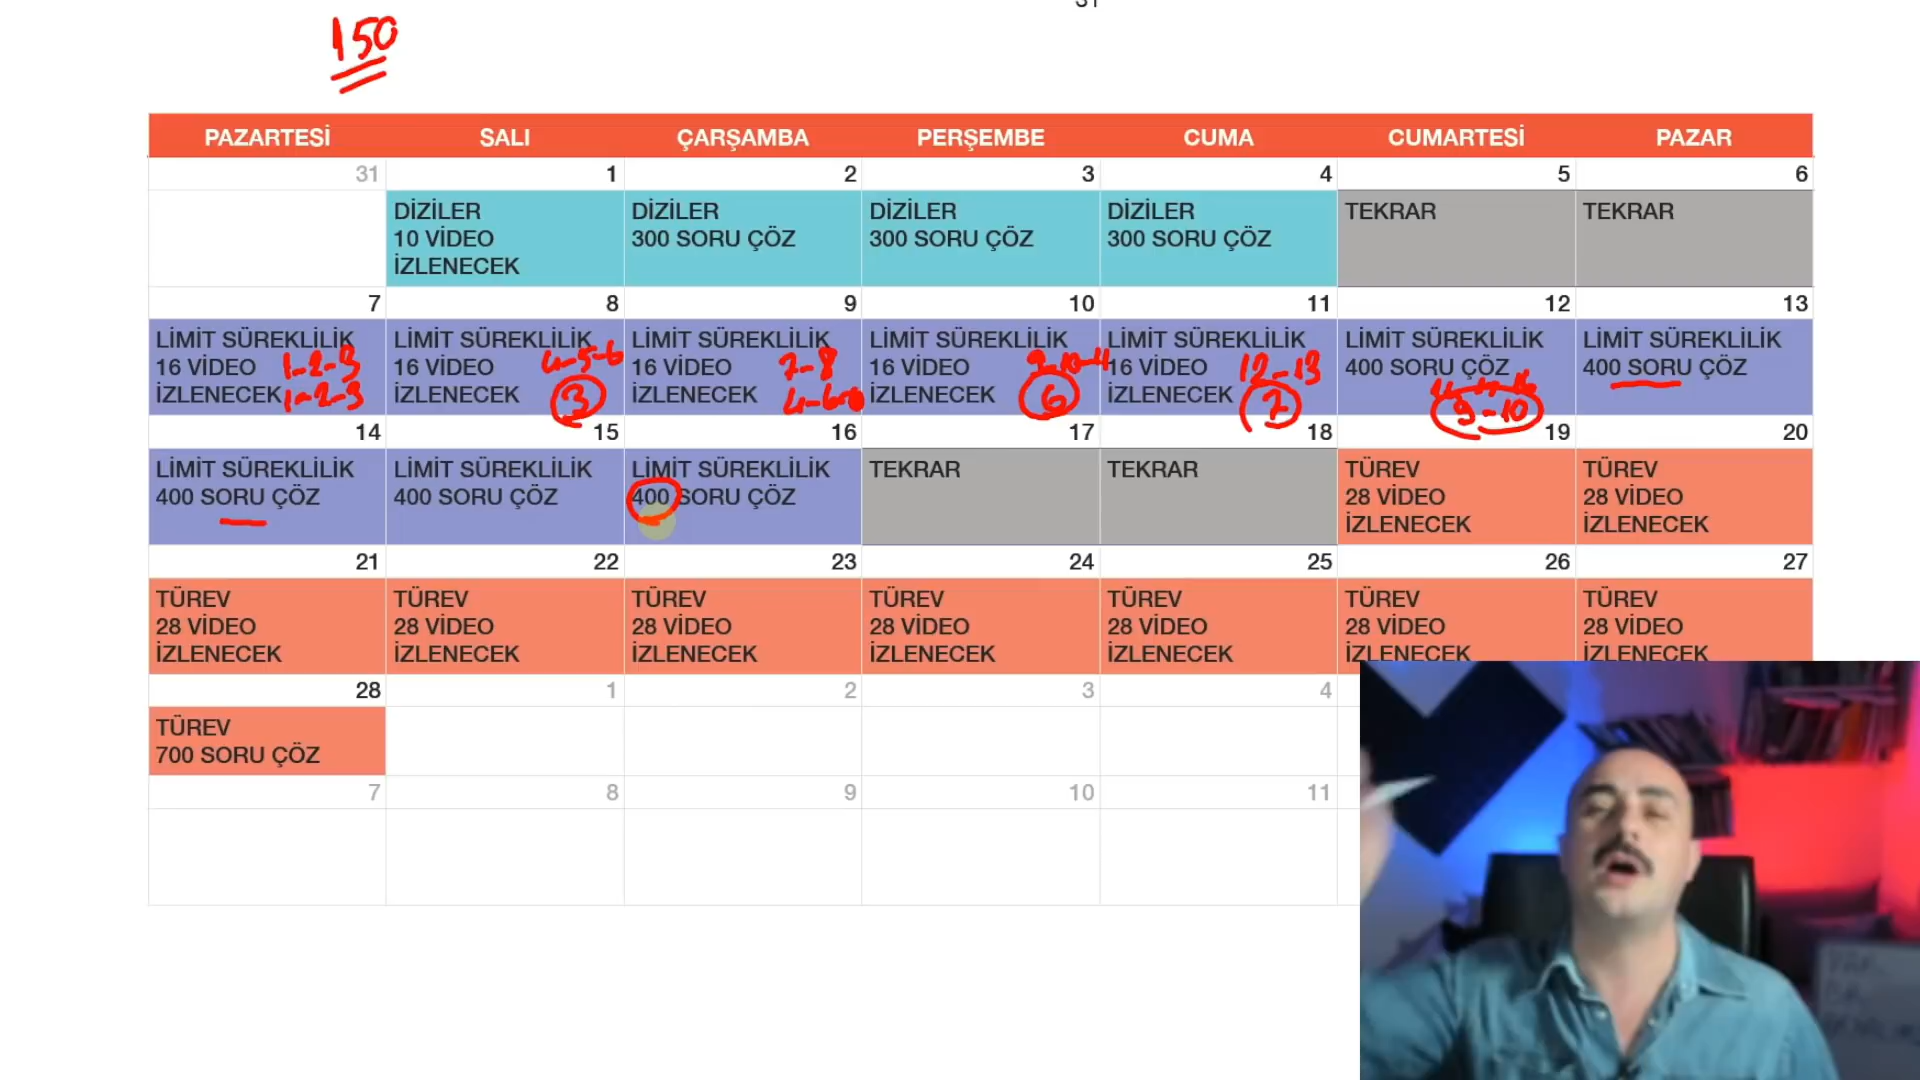 31
150
PAZARTESİ SALI ÇARŞAMBA PERŞEMBE CUMA CUMARTESİ PAZAR
31 1 2 3 4 5 6
DİZİLER DİZİLER DİZİLER DİZİLER TEKRAR TEKRAR
10 VİDEO 300 SORU ÇÖZ 300 SORU ÇÖZ 300 SORU ÇÖZ
İZLENECEK
7 8 9 10 11 12 13
LİMİT SÜREKLİLİK LİMİT SÜREKLİLİK LİMİT SÜREKLİLİK LİMİT SÜREKLİLİK LİMİT SÜREKLİLİK LİMİT SÜREKLİLİK LİMİT SÜREKLİLİK
16 VİDEO 1-2-3 16 VİDEO 4-5-6 16 VİDEO 7-8 16 VİDEO 16 VİDEO 12-13 400 SORU ÇÖZ 400 SORU ÇÖZ
İZLENECEK 1-2-3 İZLENECEK 3 İZLENECEK İZLENECEK 6 İZLENECEK 7 9-10
14 15 16 17 18 19 20
LİMİT SÜREKLİLİK LİMİT SÜREKLİLİK LİMİT SÜREKLİLİK TEKRAR TEKRAR TÜREV TÜREV
400 SORU ÇÖZ 400 SORU ÇÖZ 400 SORU ÇÖZ 28 VİDEO 28 VİDEO
İZLENECEK İZLENECEK
21 22 23 24 25 26 27
TÜREV TÜREV TÜREV TÜREV TÜREV TÜREV TÜREV
28 VİDEO 28 VİDEO 28 VİDEO 28 VİDEO 28 VİDEO 28 VİDEO 28 VİDEO
İZLENECEK İZLENECEK İZLENECEK İZLENECEK İZLENECEK İZLENECEK İZLENECEK
28 1 2 3 4
TÜREV
700 SORU ÇÖZ
7 8 9 10 11